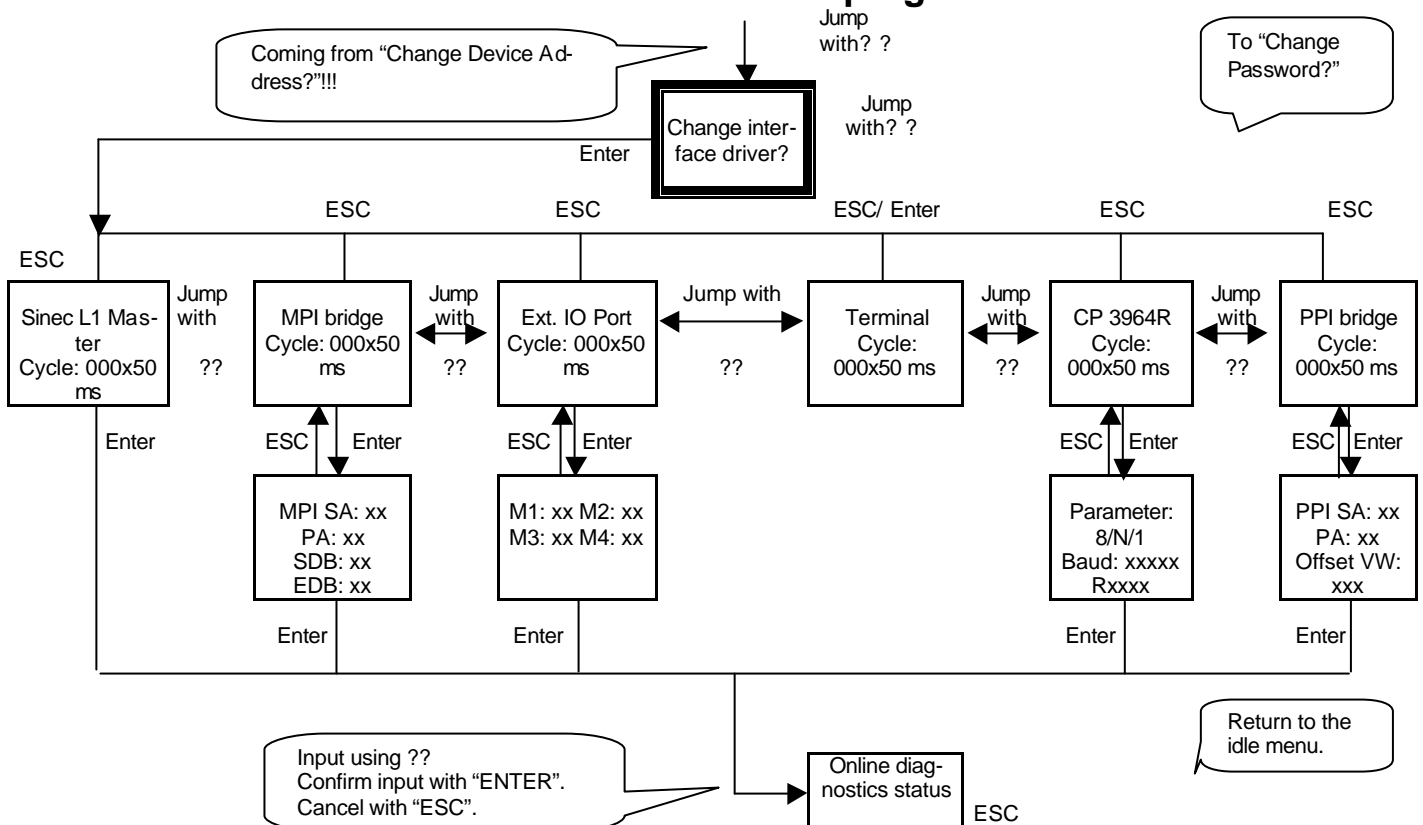 Jump
with? ?
Coming from “Change Device Ad-
dress?”!!!
To “Change
Password?”
Jump
with? ?
Change inter-
face driver?
Enter
ESC
ESC
ESC/ Enter
ESC
ESC
ESC
Sinec L1 Mas-
ter
Cycle: 000x50
ms
Jump
with
??
MPI bridge
Cycle: 000x50
ms
Jump
with
??
Ext. IO Port
Cycle: 000x50
ms
Jump with
??
Terminal
Cycle:
000x50 ms
Jump
with
??
CP 3964R
Cycle:
000x50 ms
Jump
with
??
PPI bridge
Cycle:
000x50 ms
Enter
ESC
Enter
ESC
Enter
ESC
Enter
ESC
Enter
MPI SA: xx
PA: xx
SDB: xx
EDB: xx
M1: xx M2: xx
M3: xx M4: xx
Parameter:
8/N/1
Baud: xxxxx
Rxxxx
PPI SA: xx
PA: xx
Offset VW:
xxx
Enter
Enter
Enter
Enter
Input using ??
Confirm input with “ENTER”.
Cancel with “ESC”.
Online diag-
nostics status
ESC
Return to the
idle menu.